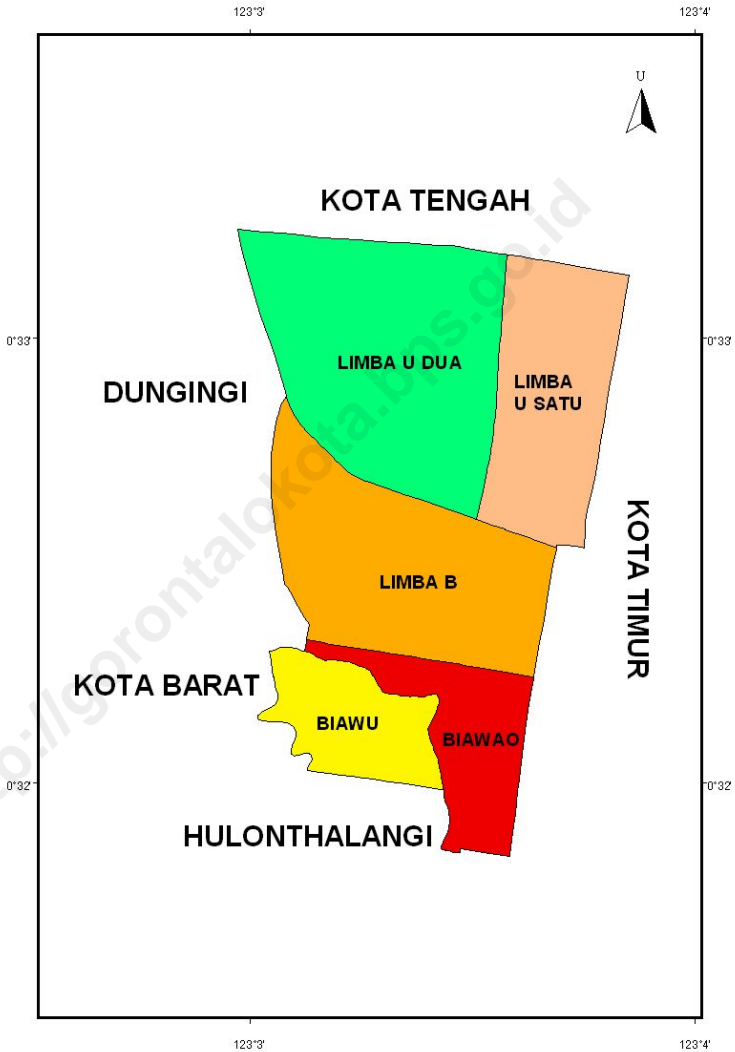 123°3'
123°4'
U
KOTA TENGAH
0°33'
0°33'
LIMBA U DUA
LIMBA
U SATU
DUNGINGI
KOTA TIMUR
LIMBA B
KOTA BARAT
BIAWU
BIAWAO
0°32'
0°32'
HULONTHALANGI
123°3'
123°4'
p://gorontalokota.bps.go.id